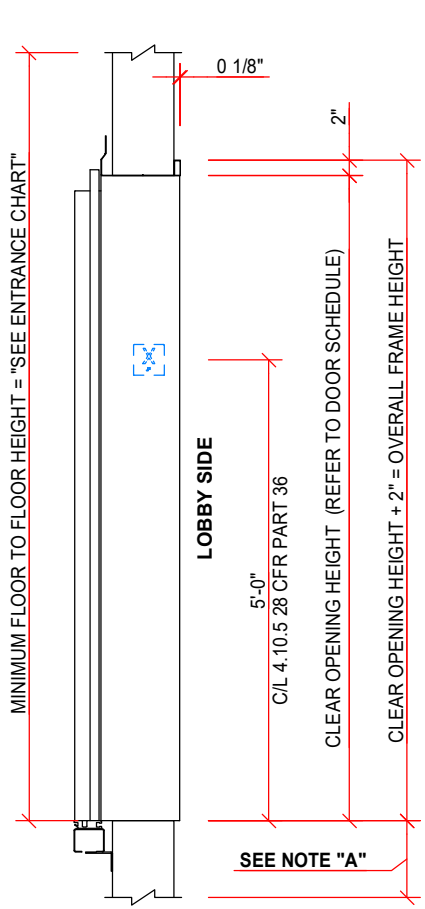 0 1/8"
2"
MINIMUM FLOOR TO FLOOR HEIGHT = "SEE ENTRANCE CHART"
LOBBY SIDE
5'-0"
C/L 4.10.5 28 CFR PART 36
CLEAR OPENING HEIGHT (REFER TO DOOR SCHEDULE)
CLEAR OPENING HEIGHT + 2" = OVERALL FRAME HEIGHT
SEE NOTE "A"